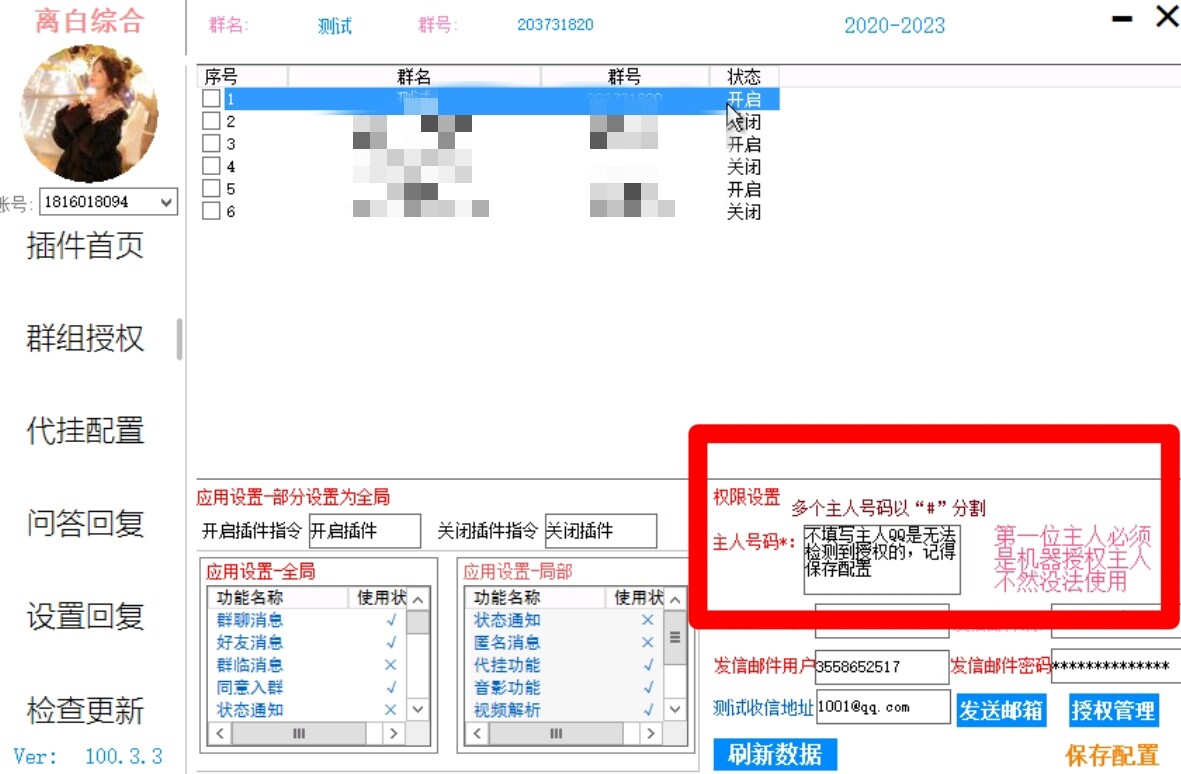 离白综合
群名: 测试 群号: 203731820 2020-2023
序号 群名 群号 状态
1 开启
2 关闭
3 开启
4 关闭
5 开启
6 关闭
账号: 1816018094
插件首页
群组授权
代挂配置
问答回复
设置回复
检查更新
Ver: 100.3.3
应用设置-部分设置为全局
开启插件指令 开启插件 关闭插件指令 关闭插件
应用设置-全局
功能名称 使用状
群聊消息 √
好友消息 √
群临消息 ×
同意入群 √
状态通知 ×
应用设置-局部
功能名称 使用状
状态通知 ×
匿名消息 ×
代挂功能 √
音影功能 √
视频解析 √
权限设置 多个主人号码以“#”分割
主人号码*:
不填写主人QQ是无法
检测到授权的，记得
保存配置
第一位主人必须
是机器授权主人
不然没法使用
发信邮件用户 3558652517 发信邮件密码 **************
测试收信地址 1001@qq.com 发送邮箱 授权管理
刷新数据 保存配置